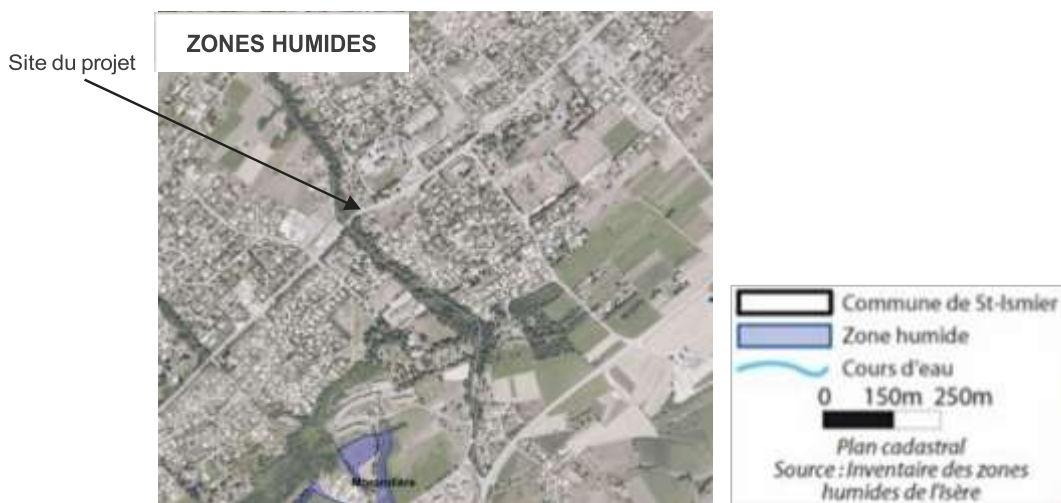 ZONES HUMIDES
Site du projet
Morandière
Commune de St-Ismier
Zone humide
Cours d'eau
0 150m 250m
Plan cadastral
Source : Inventaire des zones
humides de l'Isère